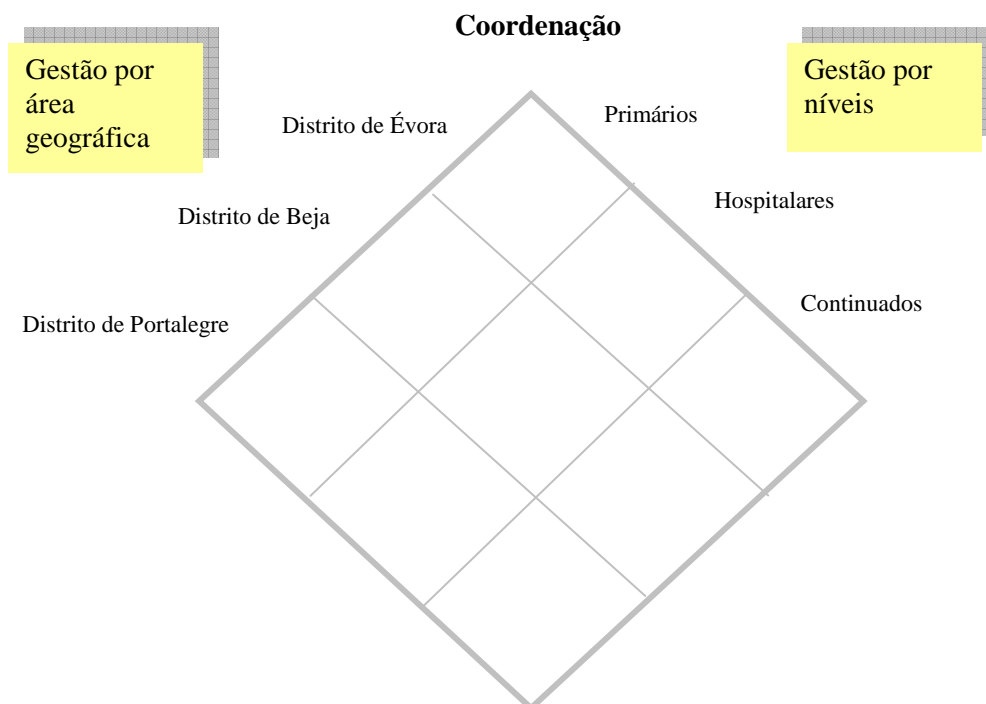 Coordenação
Gestão por
área
geográfica
Gestão por
níveis
Distrito de Évora
Primários
Distrito de Beja
Hospitalares
Distrito de Portalegre
Continuados